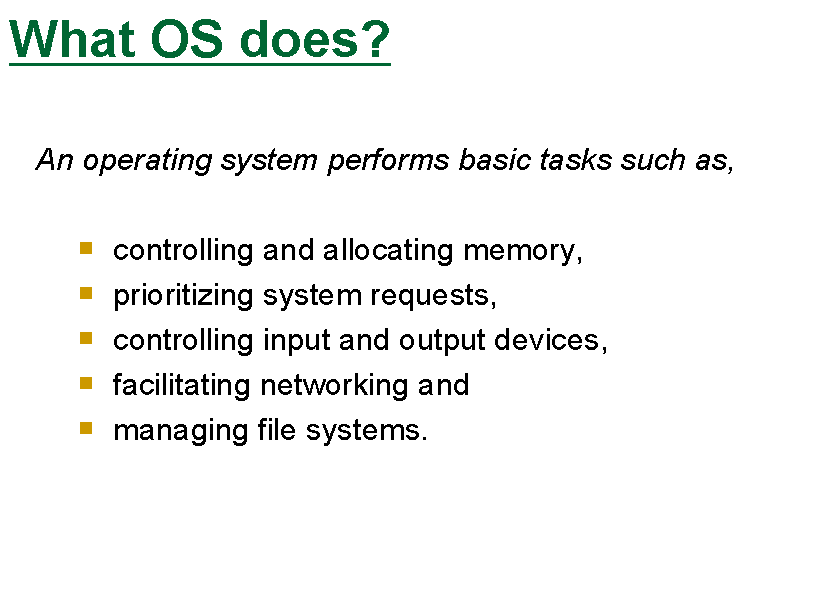 What OS does?
An operating system performs basic tasks such as,
controlling and allocating memory,
prioritizing system requests,
controlling input and output devices,
facilitating networking and
managing file systems.